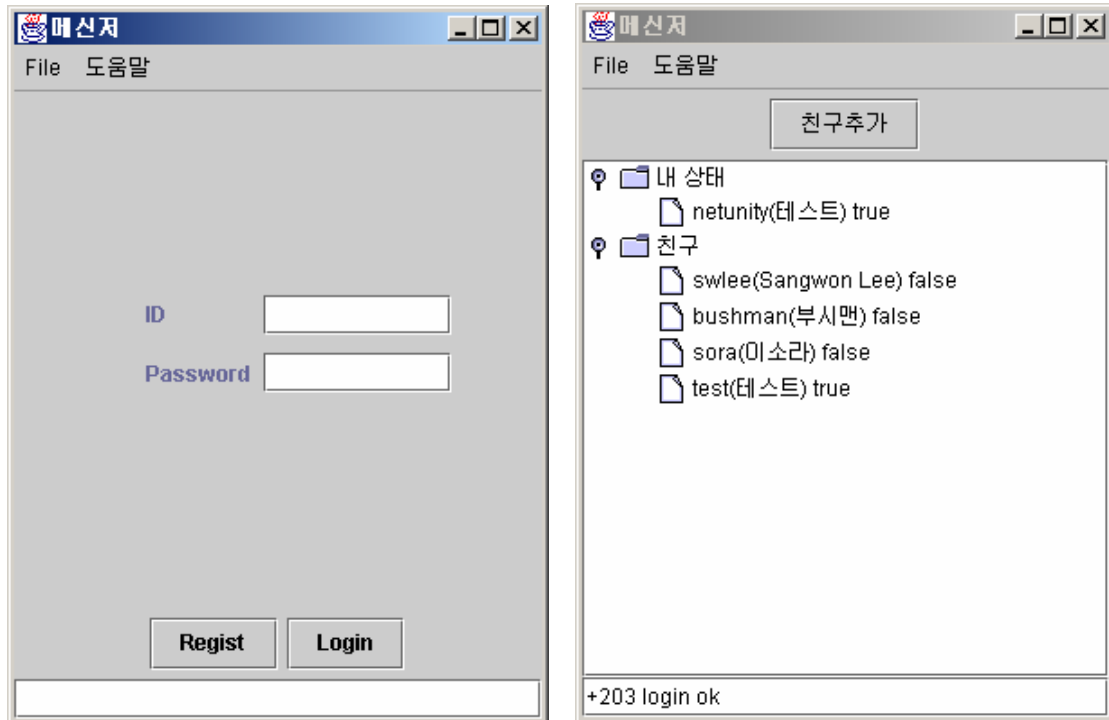 메신저
File 도움말
ID
Password
Regist Login
메신저
File 도움말
친구추가
내 상태
netunity(테스트) true
친구
swlee(Sangwon Lee) false
bushman(부시맨) false
sora(이소라) false
test(테스트) true
+203 login ok